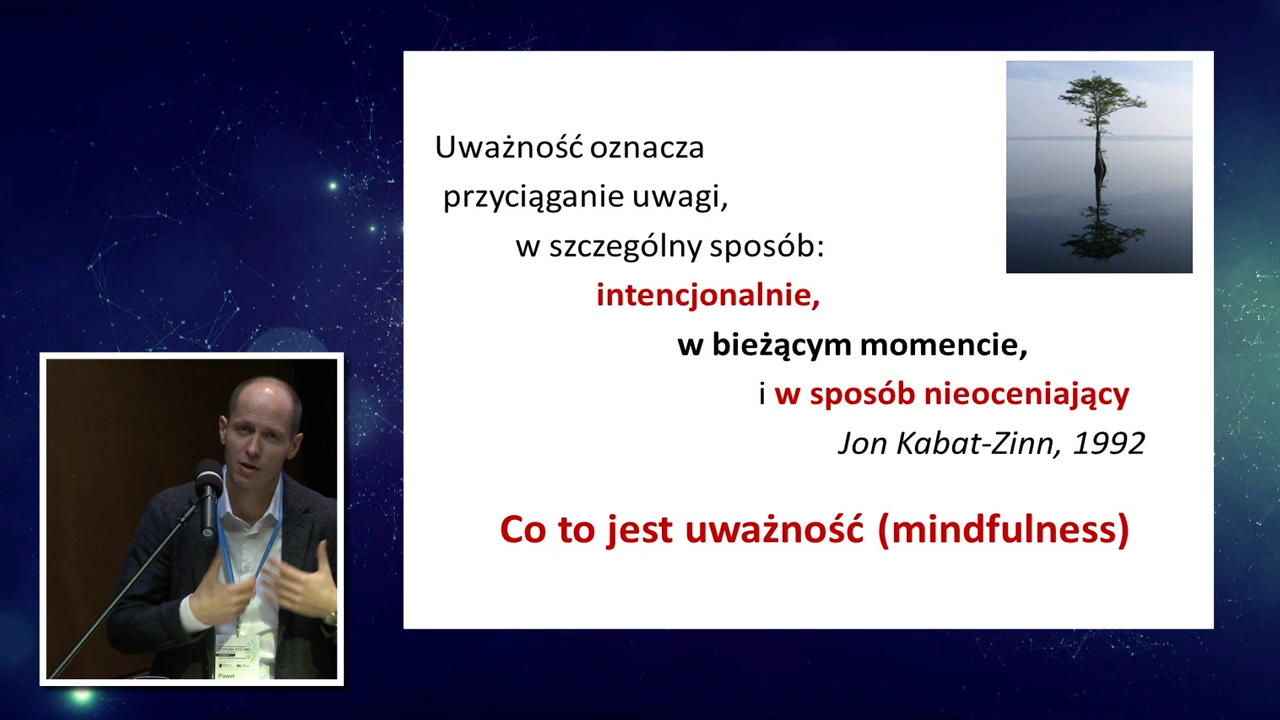 Uważność oznacza
przyciąganie uwagi,
w szczególny sposób:
intencjonalnie,
w bieżącym momencie,
i w sposób nieoceniający
Jon Kabat-Zinn, 1992
Co to jest uważność (mindfulness)
Paweł